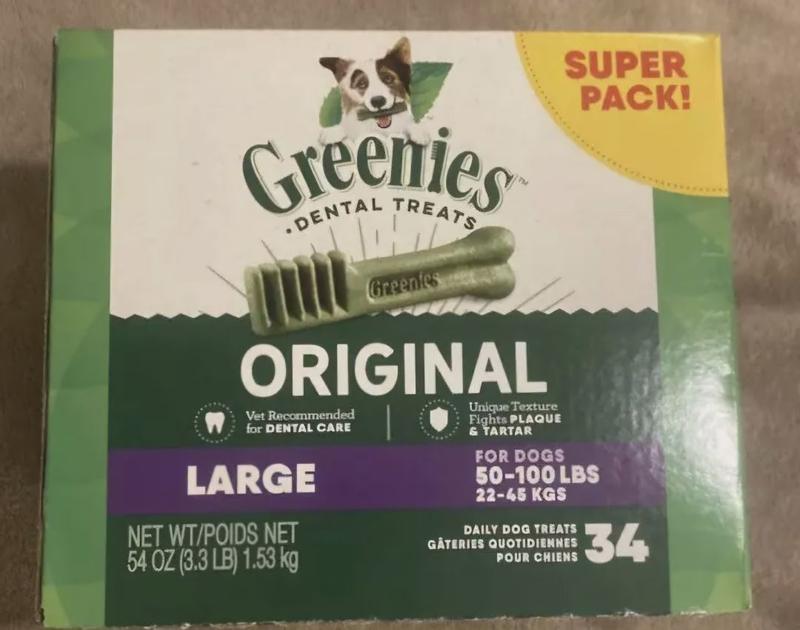 SUPER
PACK!
Greenies™
DENTAL TREATS
Greenies
ORIGINAL
Vet Recommended
for DENTAL CARE
Unique Texture
Fights PLAQUE
& TARTAR
LARGE
FOR DOGS
50-100 LBS
22-45 KGS
NET WT/POIDS NET
54 OZ (3.3 LB) 1.53 kg
DAILY DOG TREATS
GÂTERIES QUOTIDIENNES
POUR CHIENS
34